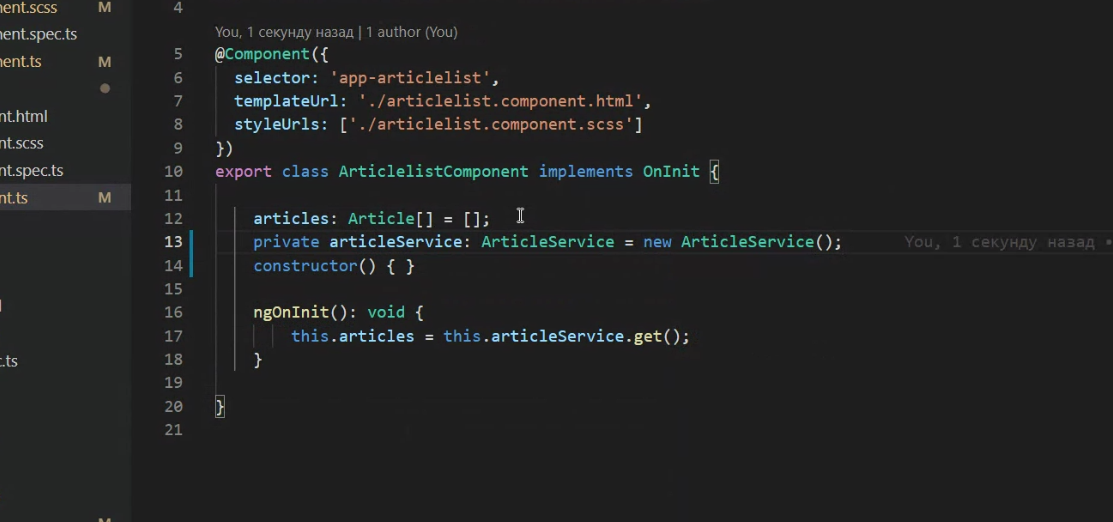 ent.scss M
ent.spec.ts
ent.ts M
nt.html
nt.scss
nt.spec.ts
nt.ts M
t.ts
M
4
You, 1 секунду назад | 1 author (You)
5 @Component({
6 selector: 'app-articlelist',
7 templateUrl: './articlelist.component.html',
8 styleUrls: ['./articlelist.component.scss']
9 })
10 export class ArticlelistComponent implements OnInit {
11
12 articles: Article[] = [];
13 private articleService: ArticleService = new ArticleService(); You, 1 секунду назад •
14 constructor() { }
15
16 ngOnInit(): void {
17 this.articles = this.articleService.get();
18 }
19
20 }
21